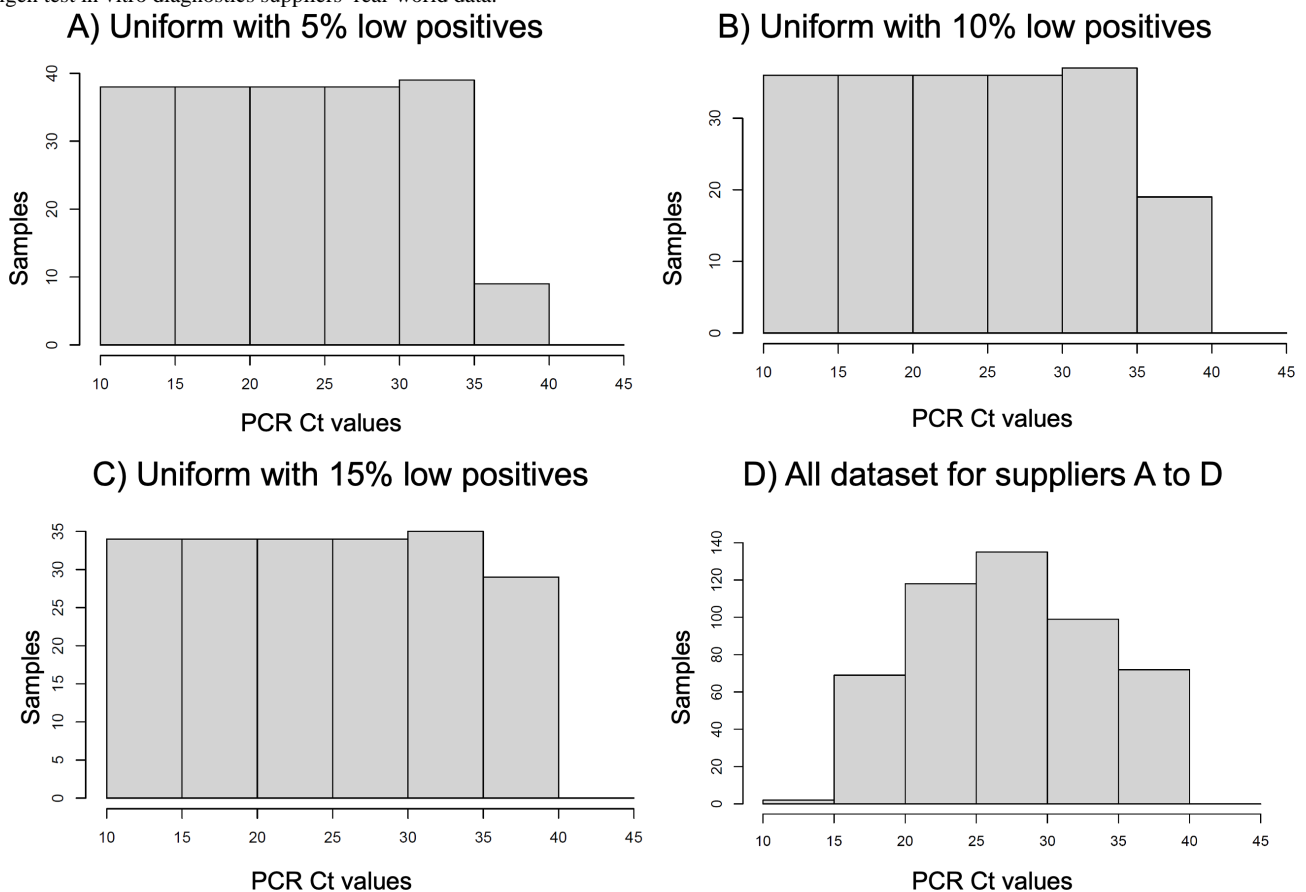 test in vitro diagnostics suppliers' real-world data.
A) Uniform with 5% low positives
B) Uniform with 10% low positives
40
30
20
10
0
Samples
10 15 20 25 30 35 40 45
PCR Ct values
30
20
10
0
Samples
10 15 20 25 30 35 40 45
PCR Ct values
C) Uniform with 15% low positives
D) All dataset for suppliers A to D
35
30
25
20
15
10
5
0
Samples
10 15 20 25 30 35 40 45
PCR Ct values
140
120
100
80
60
40
20
0
Samples
10 15 20 25 30 35 40 45
PCR Ct values